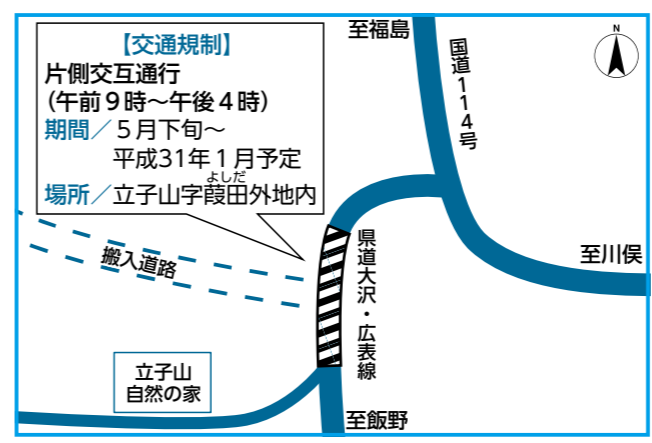 【交通規制】
片側交互通行
（午前９時～午後４時）
期間／５月下旬～
平成31年１月予定
よしだ
場所／立子山字葭田外地内
至福島
国道114号
N
至川俣
搬入道路
県道大沢・広表線
立子山
自然の家
至飯野